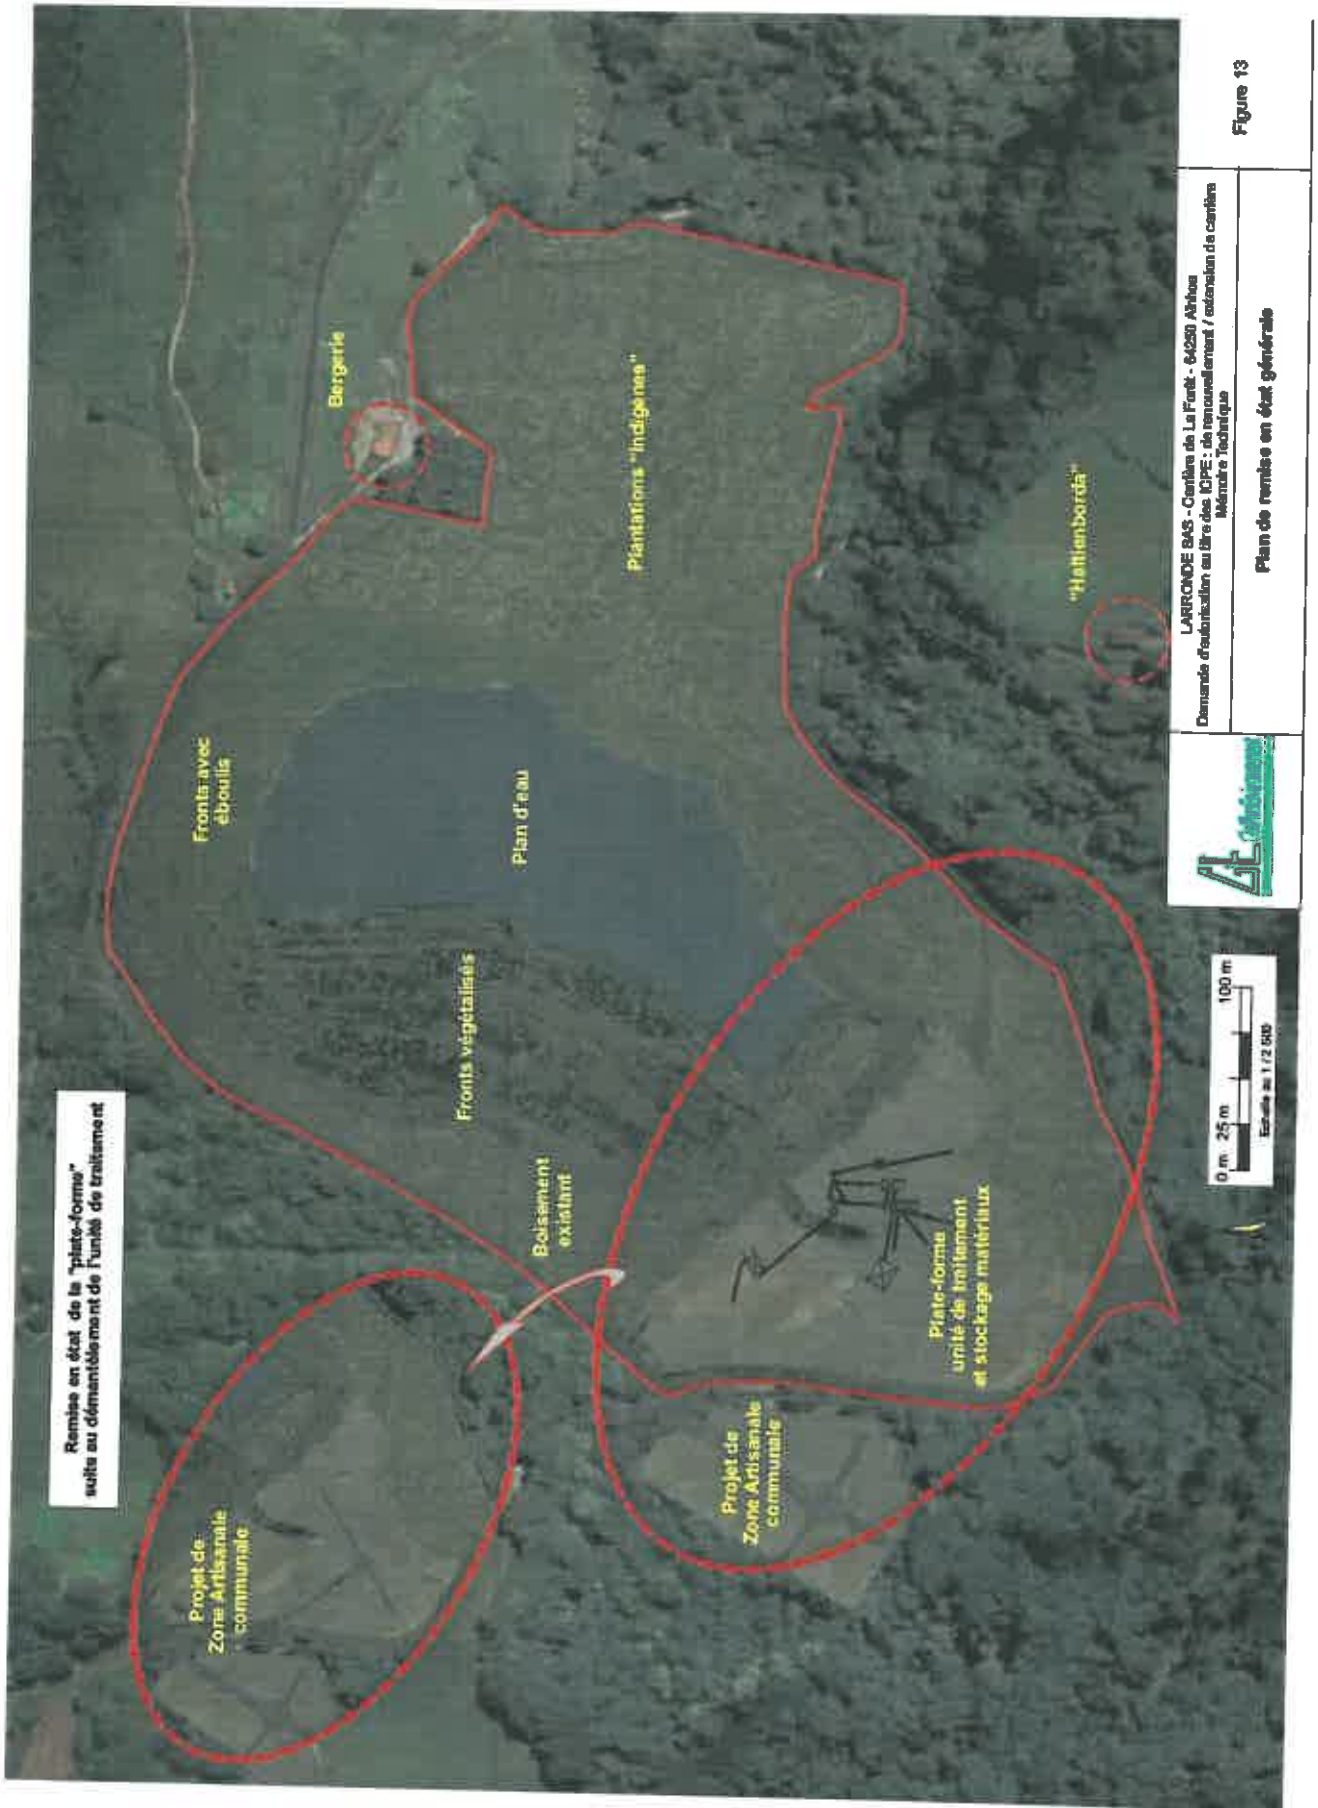 Remise en état de la "plate-forme"
suite au démantèlement de l'unité de traitement
Projet de
Zone Artisanale
communale
Fronts avec
éboulis
Bergerie
Boisement
existant
Fronts végétalisés
Plan d'eau
Plantations "indigènes"
Projet de
Zone Artisanale
communale
Plate-forme
unité de traitement
et stockage matériaux
"Haltienborda"
0 m 25 m 100 m
Echelle au 1 / 2 500
LARRONDE SAS - Carrière de La Forêt - 64250 Ainhoa
Demande d'autorisation au titre des ICPE : de renouvellement / extension de carrière
Mémoire Technique
Plan de remise en état générale
Figure 13